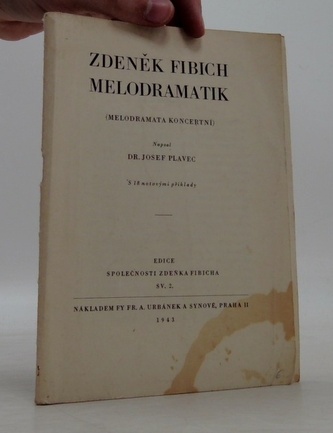 ZDENĚK FIBICH
MELODRAMATIK
(MELODRAMATA KONCERTNÍ)
Napsal
DR. JOSEF PLAVEC
S 18 notovými příklady
EDICE
SPOLEČNOSTI ZDEŇKA FIBICHA
SV. 2.
NÁKLADEM FY FR. A. URBÁNEK A SYNOVÉ, PRAHA II
1943